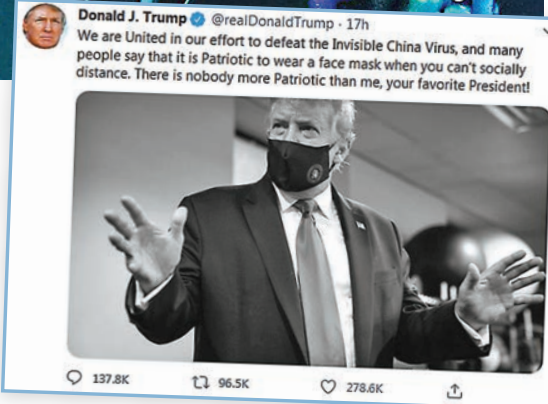 Donald J. Trump @realDonaldTrump · 17h
We are United in our effort to defeat the Invisible China Virus, and many
people say that it is Patriotic to wear a face mask when you can't socially
distance. There is nobody more Patriotic than me, your favorite President!
137.8K 96.5K 278.6K